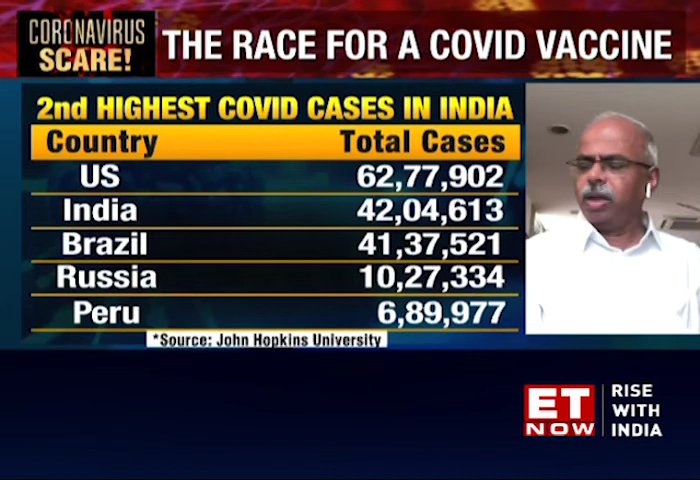 CORONAVIRUS
SCARE!
THE RACE FOR A COVID VACCINE
2nd HIGHEST COVID CASES IN INDIA
Country Total Cases
US 62,77,902
India 42,04,613
Brazil 41,37,521
Russia 10,27,334
Peru 6,89,977
*Source: John Hopkins University
ET
NOW
RISE
WITH
INDIA